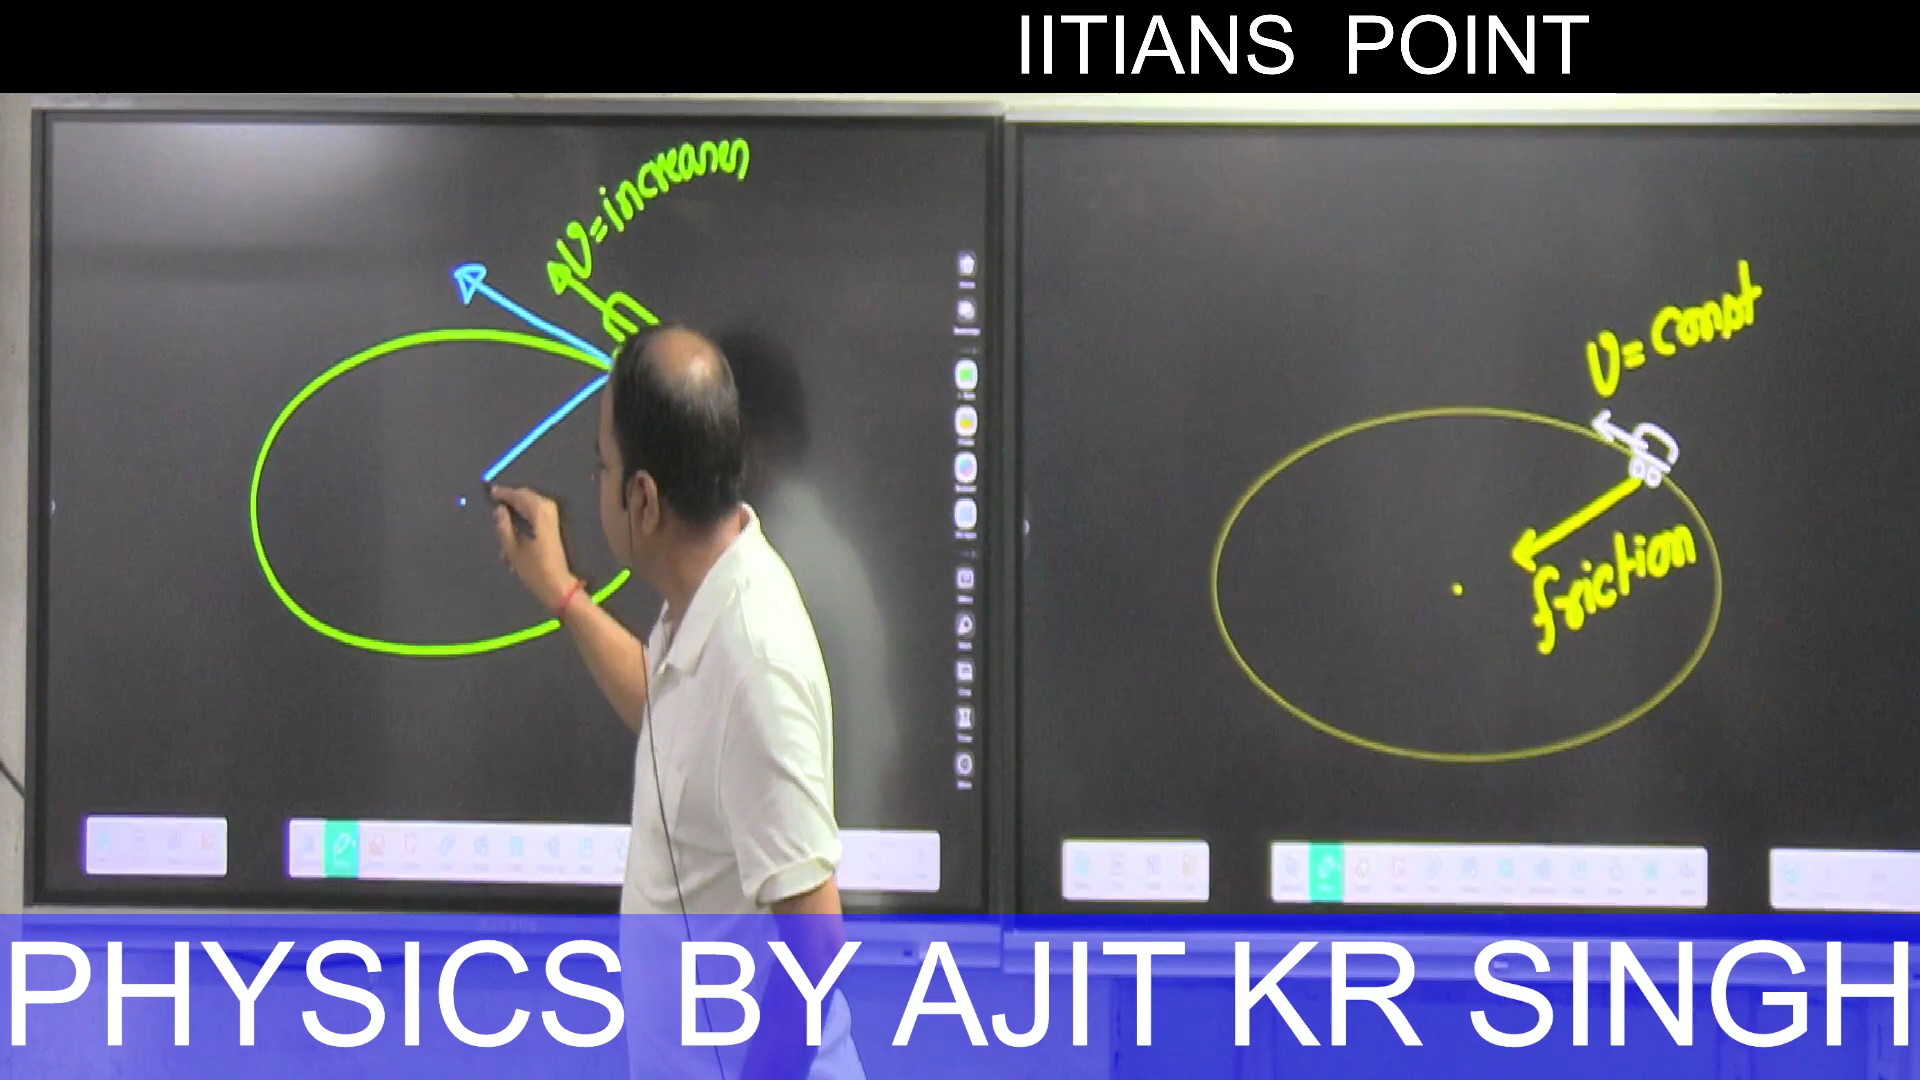 IITIANS POINT
v=increases
v=const
friction
PHYSICS BY AJIT KR SINGH